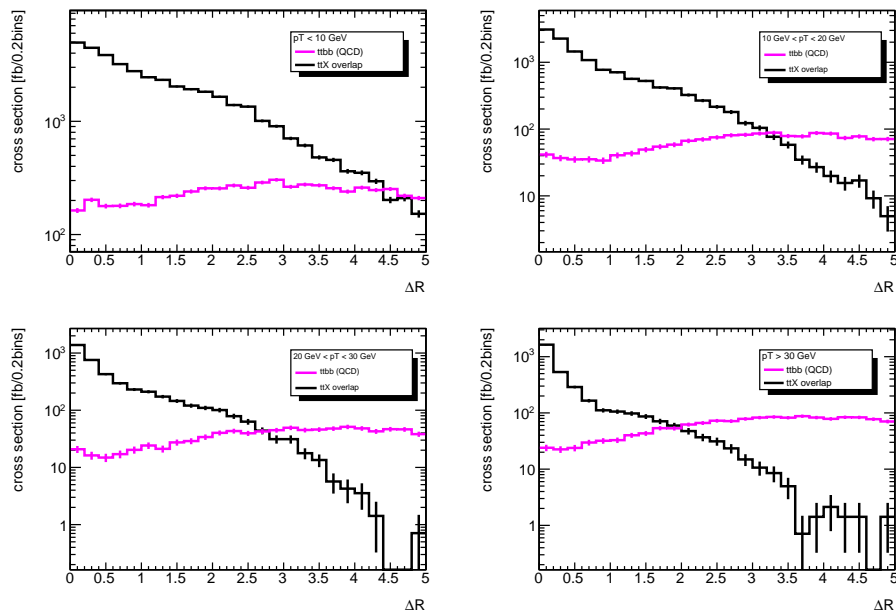 cross section [fb/0.2bins]
pT < 10 GeV
ttbb (QCD)
ttX overlap
10³
10²
0 0.5 1 1.5 2 2.5 3 3.5 4 4.5 5
ΔR
cross section [fb/0.2bins]
10 GeV < pT < 20 GeV
ttbb (QCD)
ttX overlap
10³
10²
10
0 0.5 1 1.5 2 2.5 3 3.5 4 4.5 5
ΔR
cross section [fb/0.2bins]
20 GeV < pT < 30 GeV
ttbb (QCD)
ttX overlap
10³
10²
10
1
0 0.5 1 1.5 2 2.5 3 3.5 4 4.5 5
ΔR
cross section [fb/0.2bins]
pT > 30 GeV
ttbb (QCD)
ttX overlap
10³
10²
10
1
0 0.5 1 1.5 2 2.5 3 3.5 4 4.5 5
ΔR